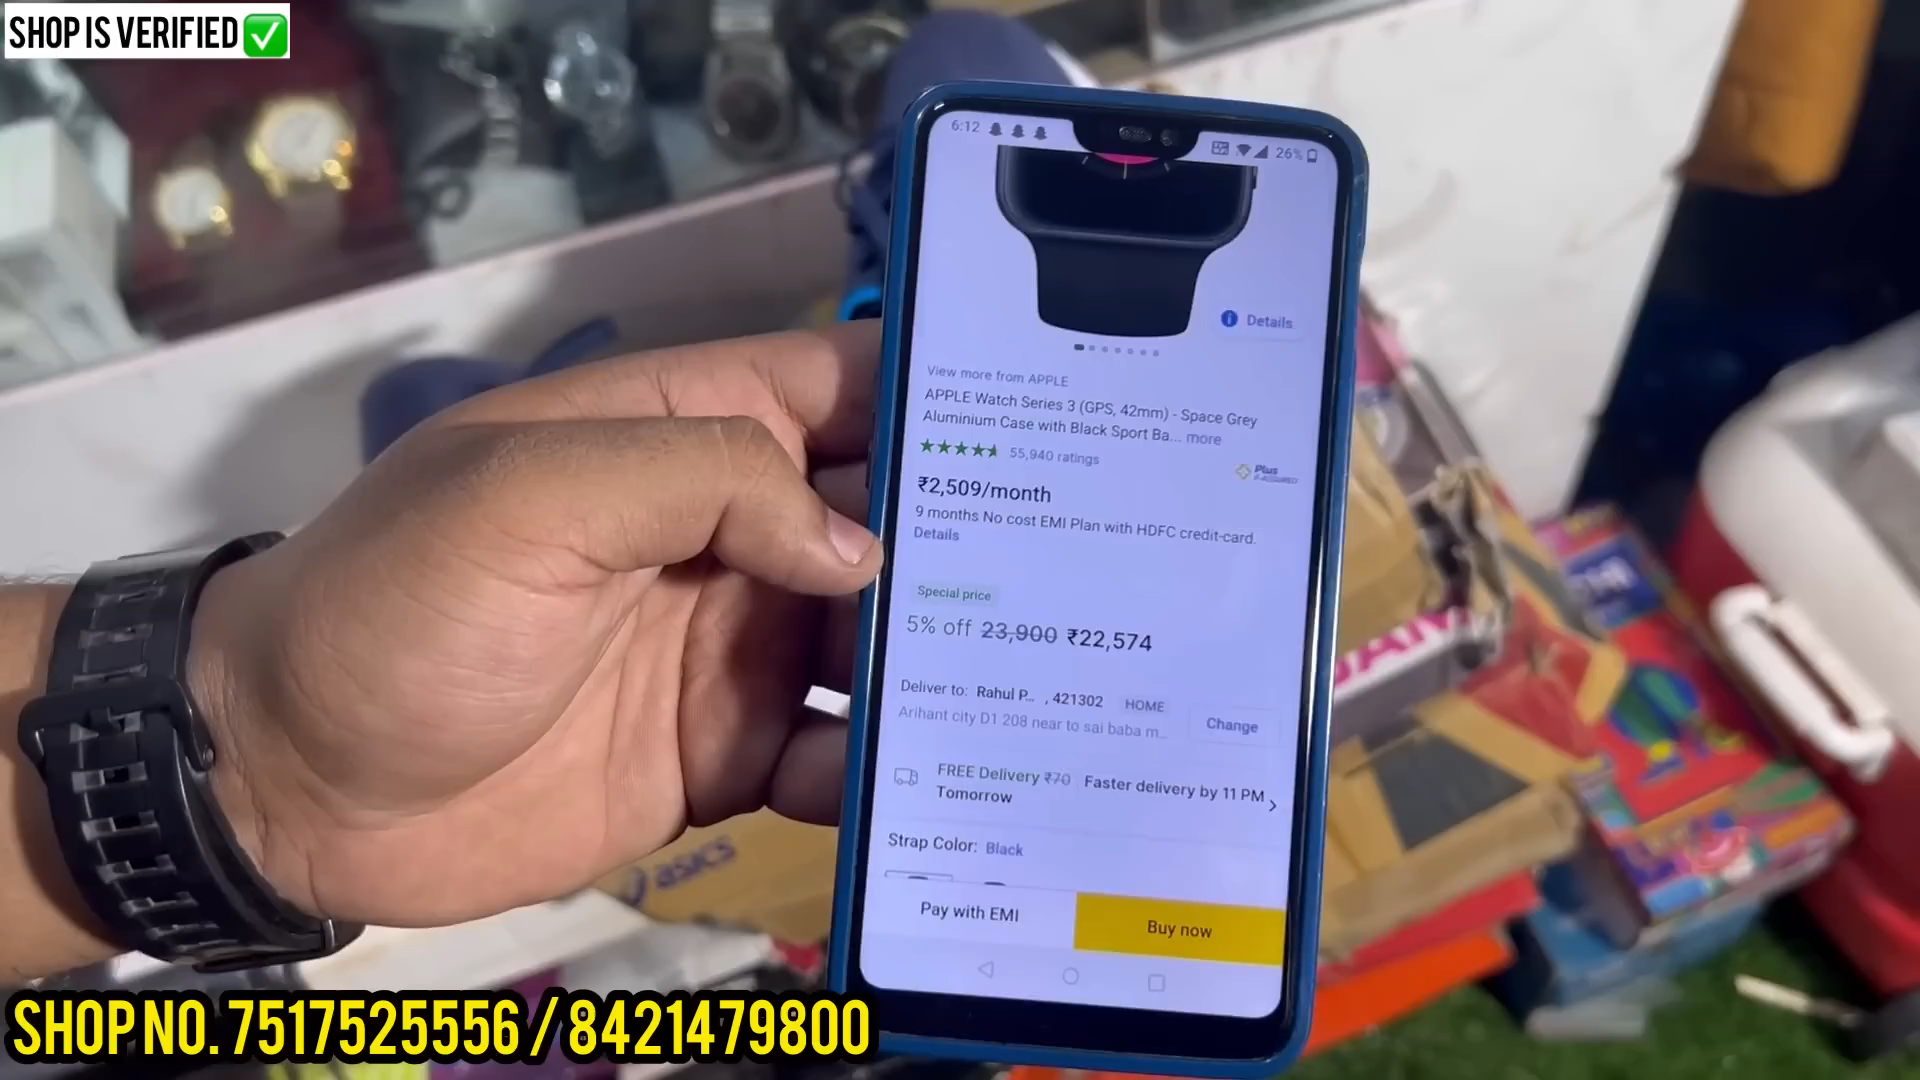 SHOP IS VERIFIED✅
6:12
26%
Details
View more from APPLE
APPLE Watch Series 3 (GPS, 42mm) - Space Grey
Aluminium Case with Black Sport Ba... more
55,940 ratings
Plus
F-ASSURED
₹2,509/month
9 months No cost EMI Plan with HDFC credit-card.
Details
Special price
5% off 23,900 ₹22,574
Deliver to: Rahul P... , 421302 HOME
Arihant city D1 208 near to sai baba m...
Change
FREE Delivery ₹70 Faster delivery by 11 PM
Tomorrow
Strap Color: Black
Pay with EMI
Buy now
asics
SHOP NO. 7517525556 / 8421479800